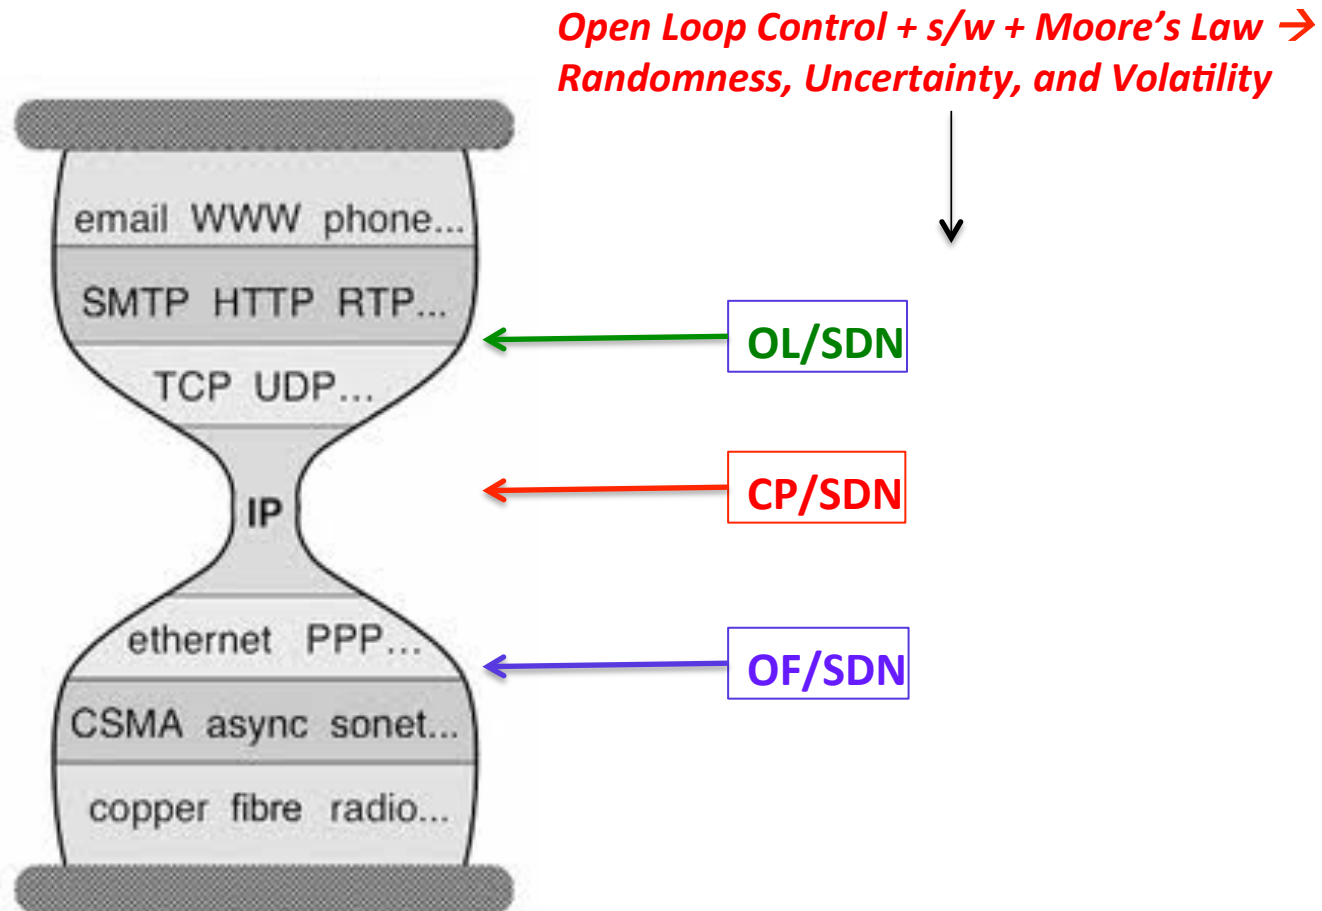 Open Loop Control + s/w + Moore's Law →
Randomness, Uncertainty, and Volatility
email WWW phone...
SMTP HTTP RTP...
TCP UDP...
IP
ethernet PPP...
CSMA async sonet...
copper fibre radio...
OL/SDN
CP/SDN
OF/SDN